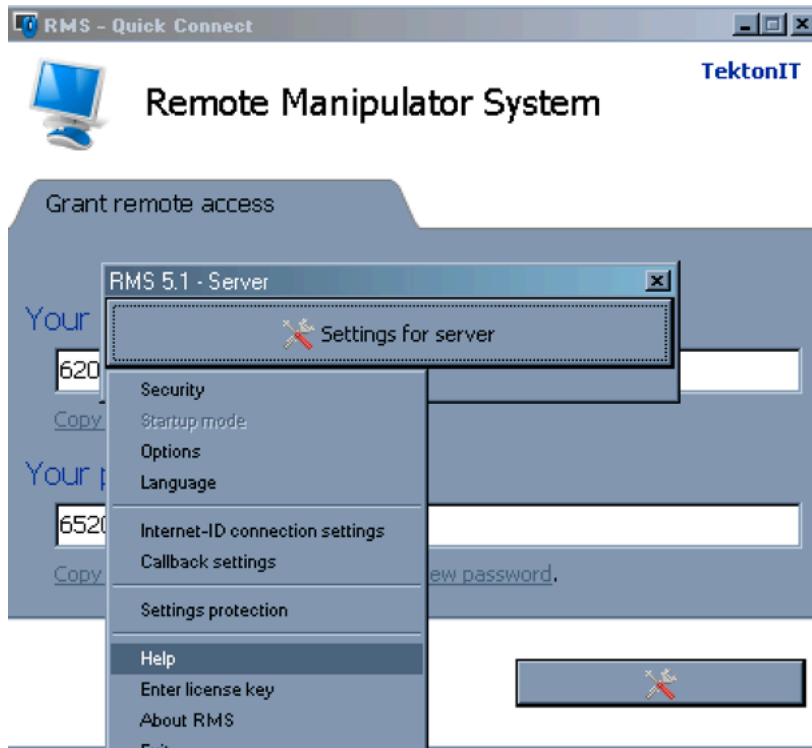 RMS - Quick Connect
TektonIT
Remote Manipulator System
Grant remote access
RMS 5.1 - Server
Your
Settings for server
620
Security
Copy
Startup mode
Options
Your
Language
6520
Internet-ID connection settings
Callback settings
Copy
ew password.
Settings protection
Help
Enter license key
About RMS